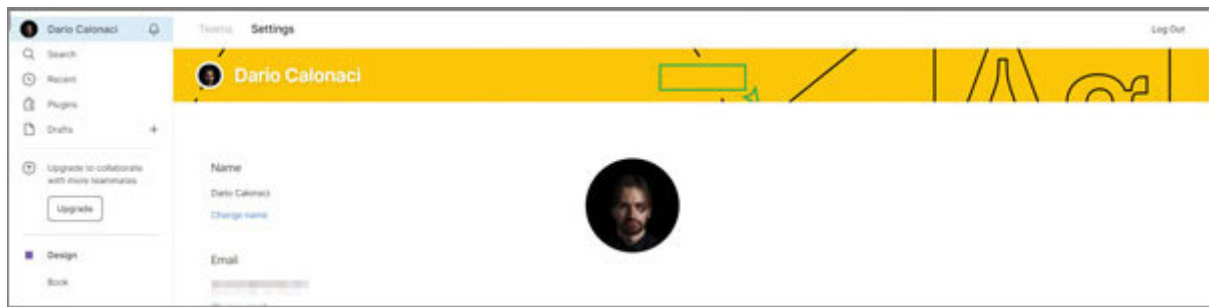 Dario Calonaci
Search
Recent
Plugins
Drafts +
Upgrade to collaborate
with more teammates
Upgrade
Design
Book
Teams Settings Log Out
Dario Calonaci
Ag
Name
Dario Calonaci
Change name
Email